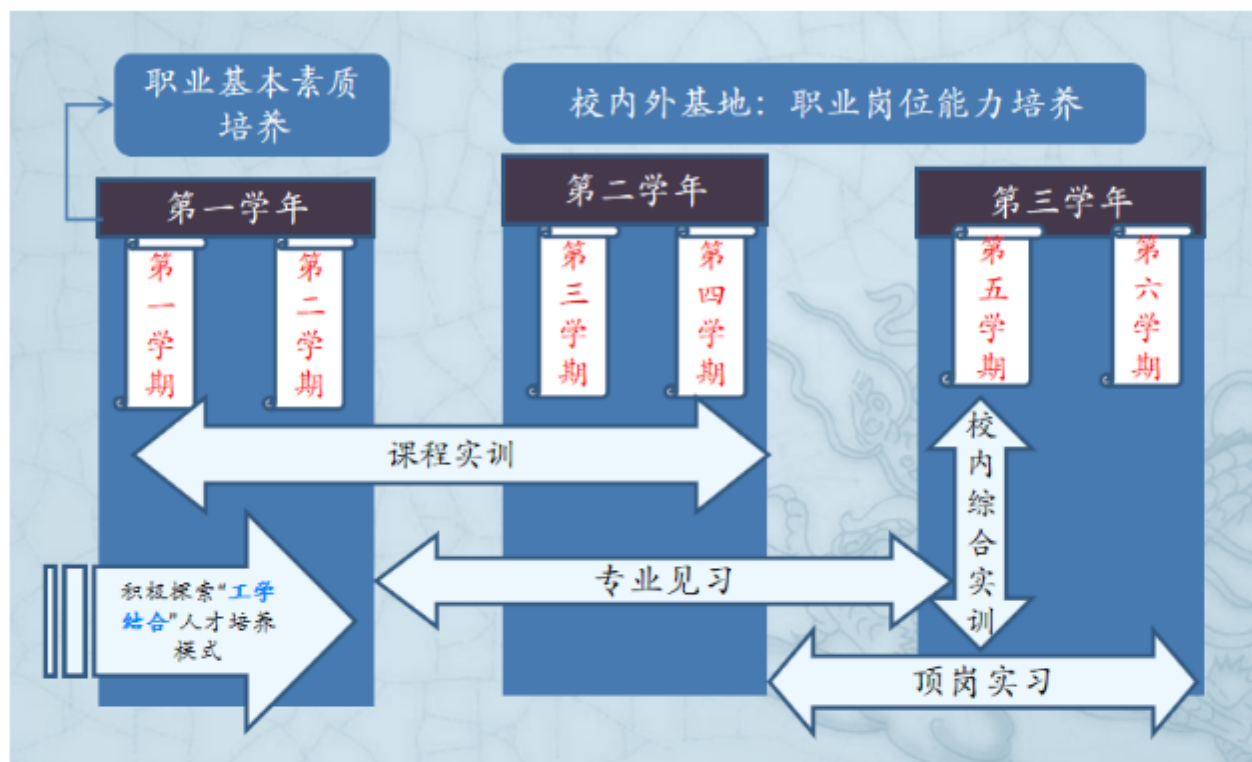 职业基本素质
培养
校内外基地：职业岗位能力培养
第一学年
第二学年
第三学年
第一学期
第二学期
第三学期
第四学期
第五学期
第六学期
课程实训
校内综合实训
专业见习
积极探索“工学
结合”人才培养
模式
顶岗实习